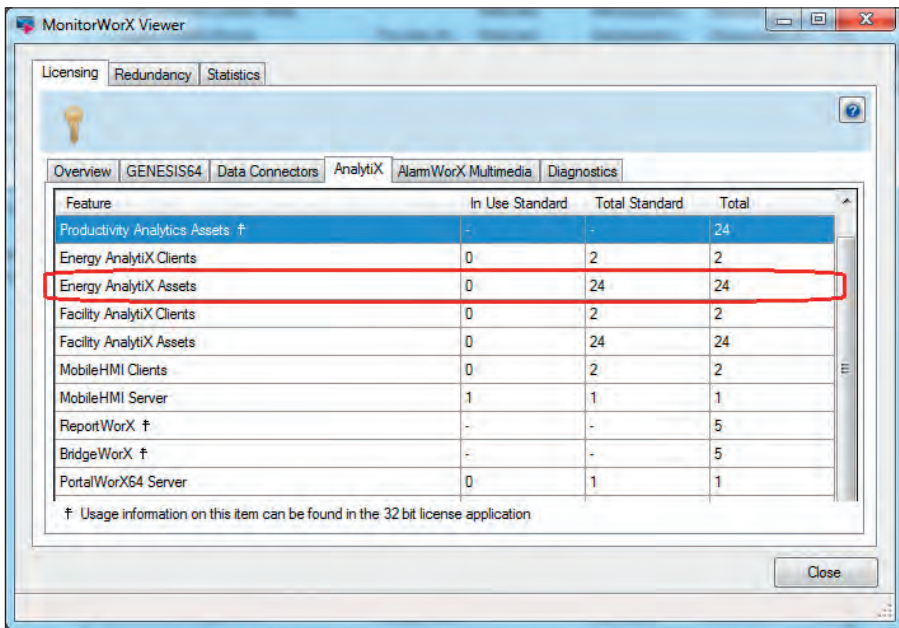 MonitorWorX Viewer
Licensing Redundancy Statistics
Overview GENESIS64 Data Connectors AnalytiX AlarmWorX Multimedia Diagnostics
Feature In Use Standard Total Standard Total
Productivity Analytics Assets † - - 24
Energy AnalytiX Clients 0 2 2
Energy AnalytiX Assets 0 24 24
Facility AnalytiX Clients 0 2 2
Facility AnalytiX Assets 0 24 24
MobileHMI Clients 0 2 2
MobileHMI Server 1 1 1
ReportWorX † - - 5
BridgeWorX † - - 5
PortalWorX64 Server 0 1 1
† Usage information on this item can be found in the 32 bit license application
Close